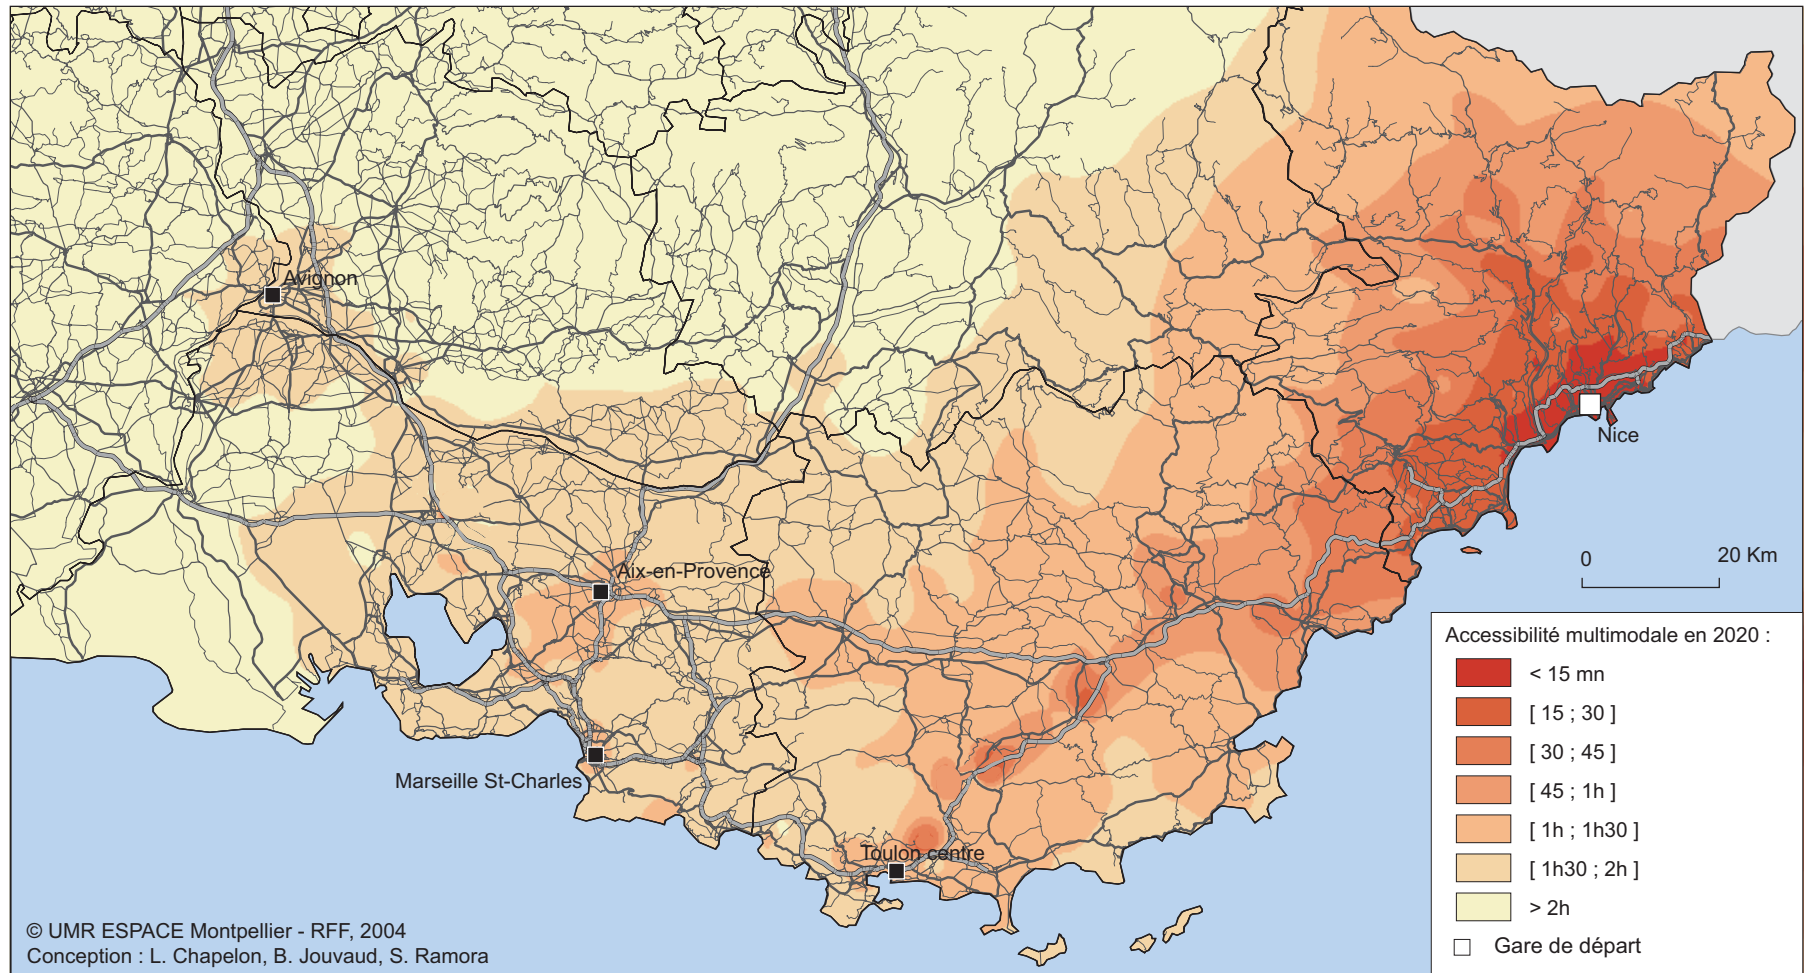 Avignon
Nice
Aix-en-Provence
0 20 Km
Marseille St-Charles
Toulon centre
Accessibilité multimodale en 2020 :
< 15 mn
[ 15 ; 30 ]
[ 30 ; 45 ]
[ 45 ; 1h ]
[ 1h ; 1h30 ]
[ 1h30 ; 2h ]
> 2h
Gare de départ
© UMR ESPACE Montpellier - RFF, 2004
Conception : L. Chapelon, B. Jouvaud, S. Ramora